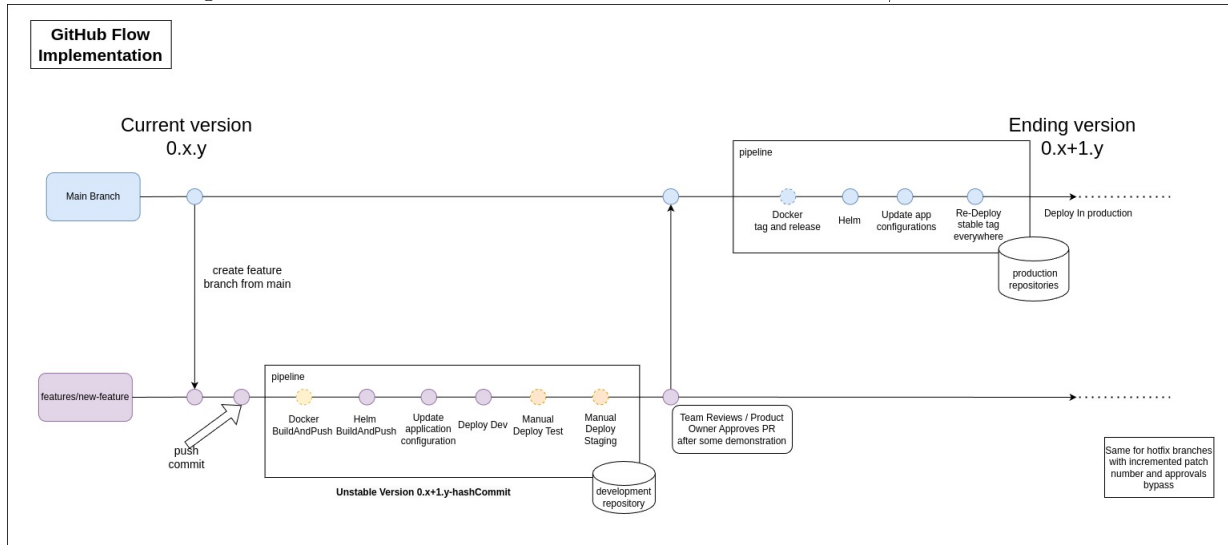 GitHub Flow
Implementation
Current version
0.x.y
Ending version
0.x+1.y
pipeline
Main Branch
Docker
tag and release
Helm
Update app
configurations
Re-Deploy
stable tag
everywhere
Deploy In production
production
repositories
create feature
branch from main
features/new-feature
push
commit
pipeline
Docker
BuildAndPush
Helm
BuildAndPush
Update
application
configuration
Deploy Dev
Manual
Deploy Test
Manual
Deploy
Staging
development
repository
Unstable Version 0.x+1.y-hashCommit
Team Reviews / Product
Owner Approves PR
after some demonstration
Same for hotfix branches
with incremented patch
number and approvals
bypass